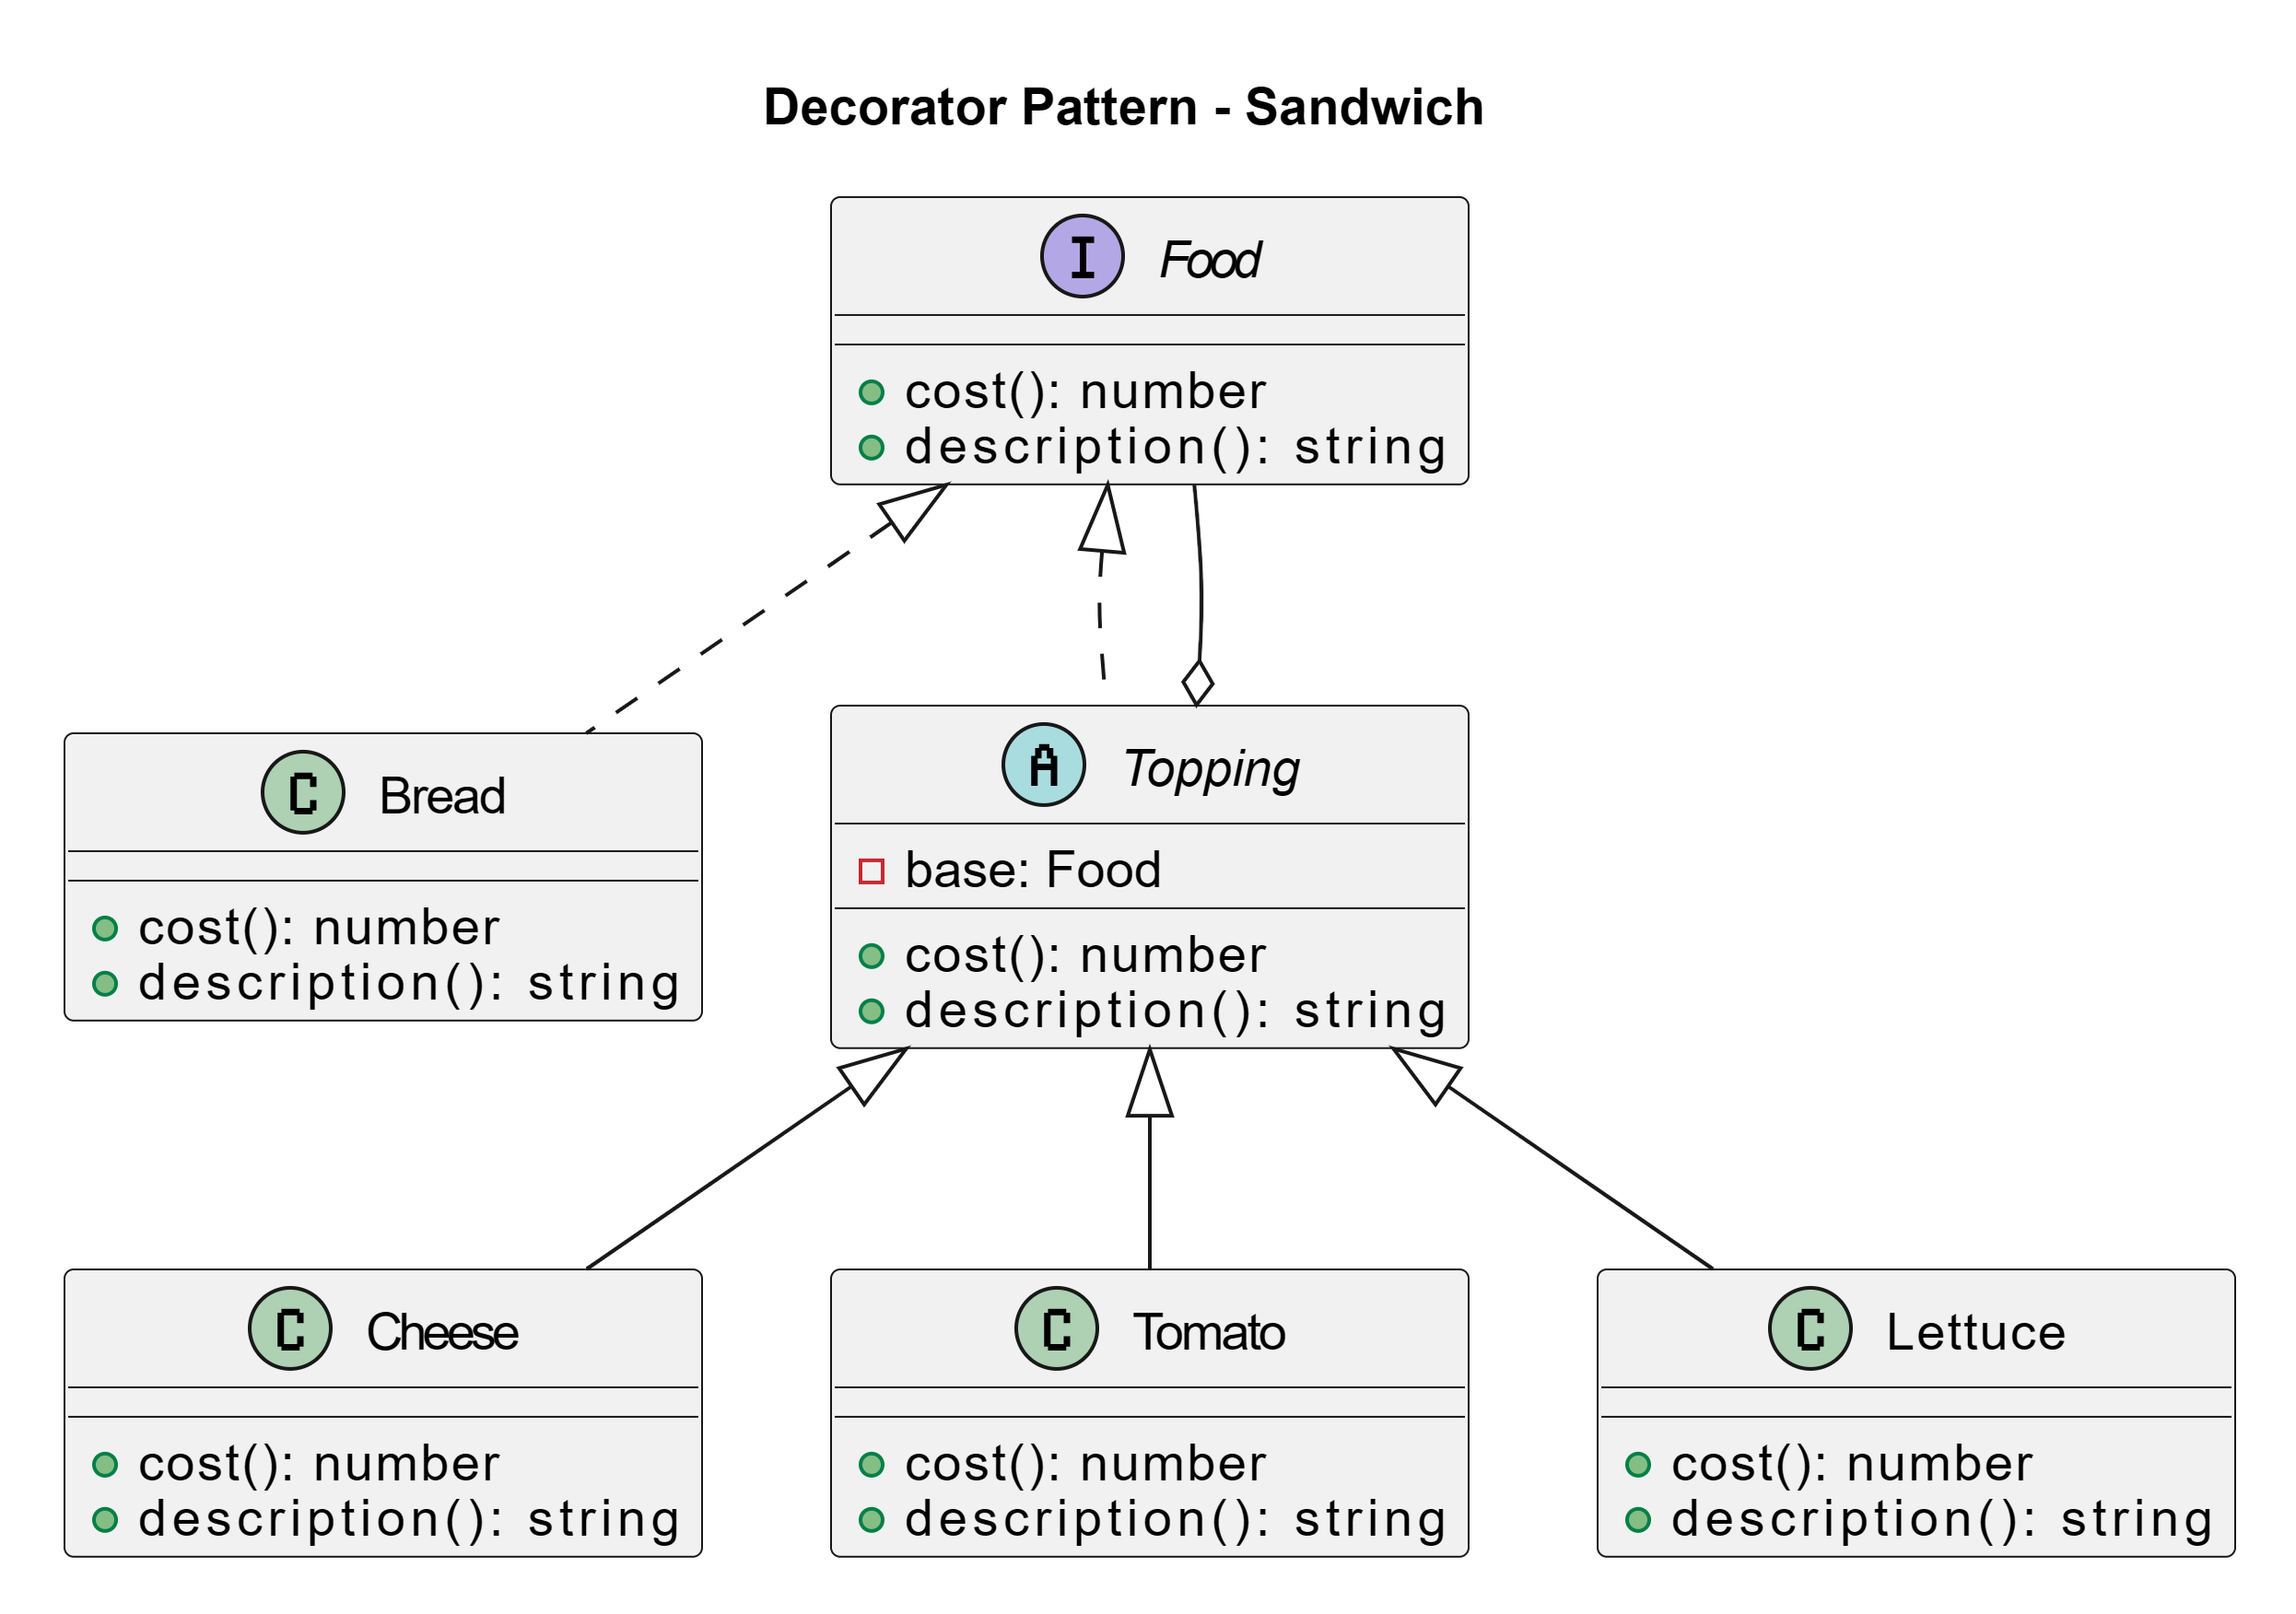 Decorator Pattern - Sandwich
I Food
cost(): number
description(): string
C Bread
cost(): number
description(): string
A Topping
base: Food
cost(): number
description(): string
C Cheese
cost(): number
description(): string
C Tomato
cost(): number
description(): string
C Lettuce
cost(): number
description(): string